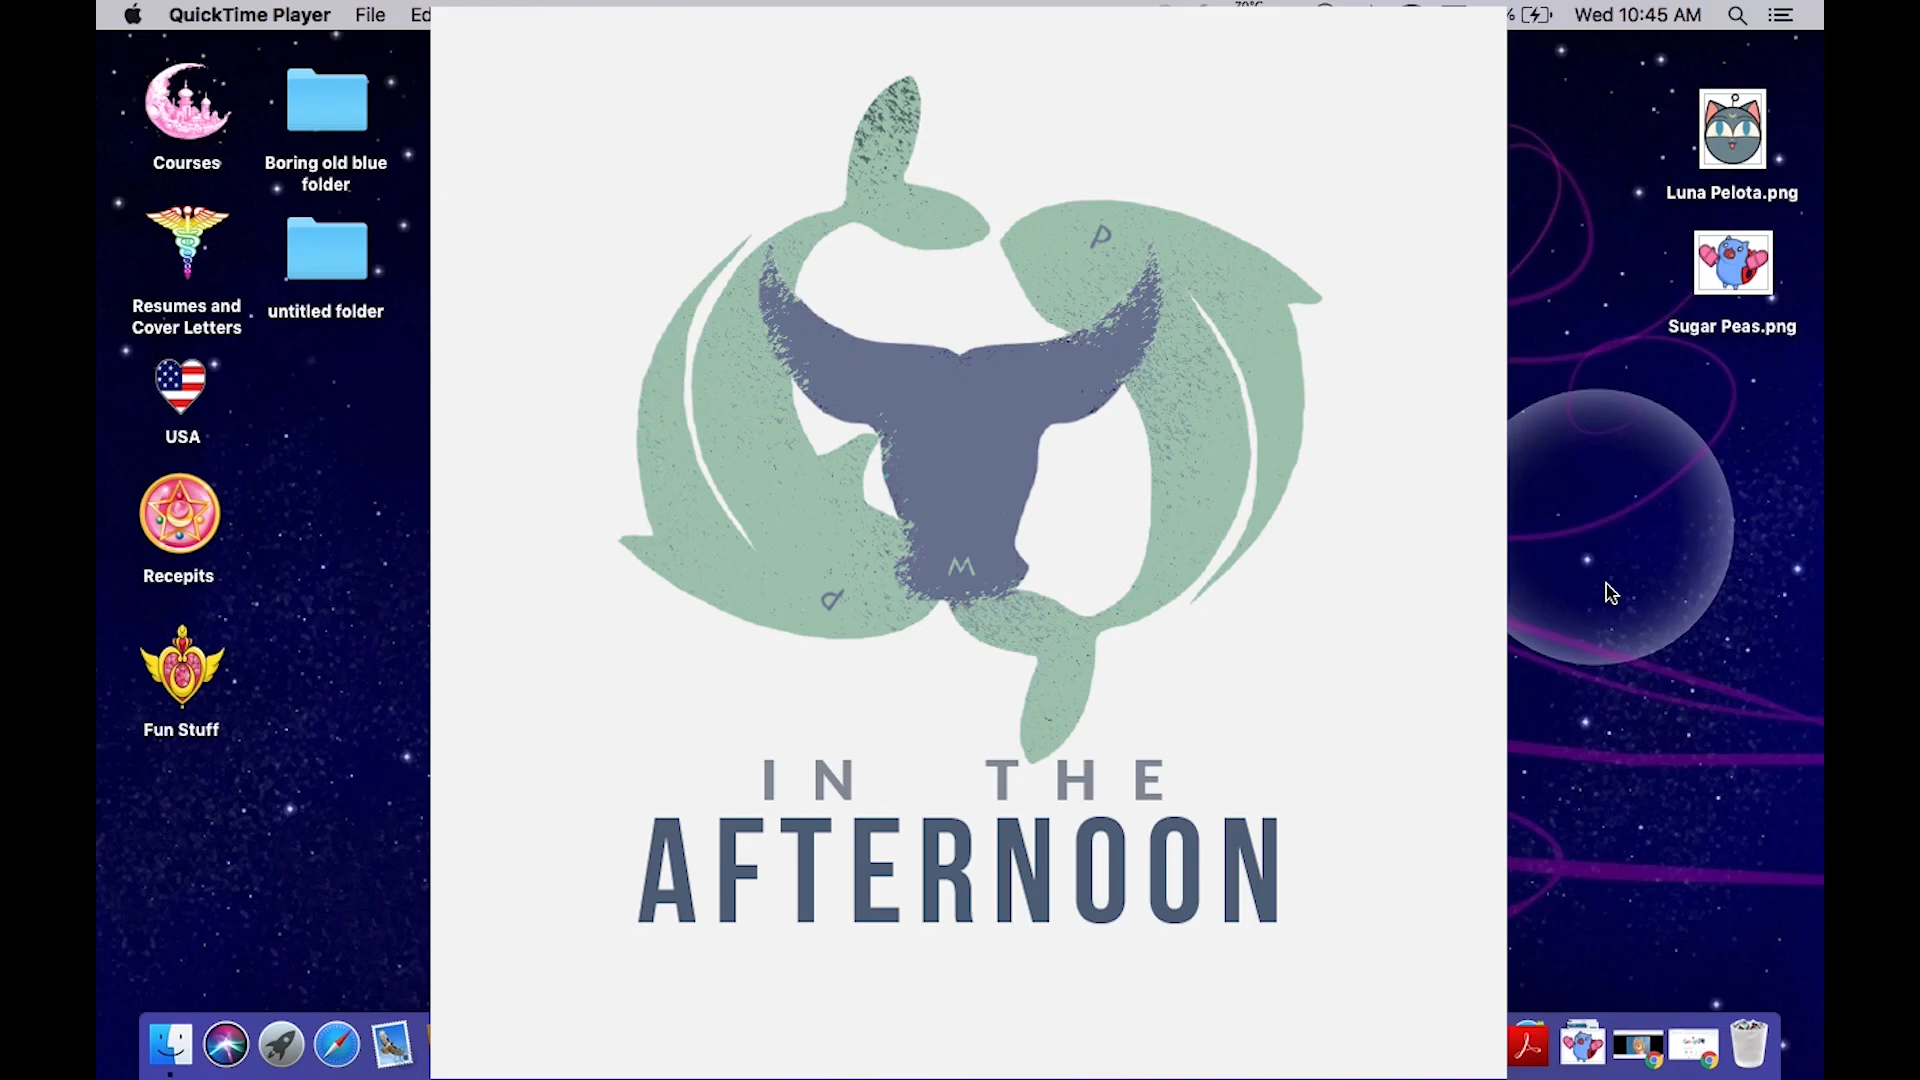 QuickTime Player File Ed
% Wed 10:45 AM
Courses
Boring old blue
folder
Resumes and
Cover Letters
untitled folder
USA
Recepits
Fun Stuff
Luna Pelota.png
Sugar Peas.png
P
M
P
IN THE
AFTERNOON